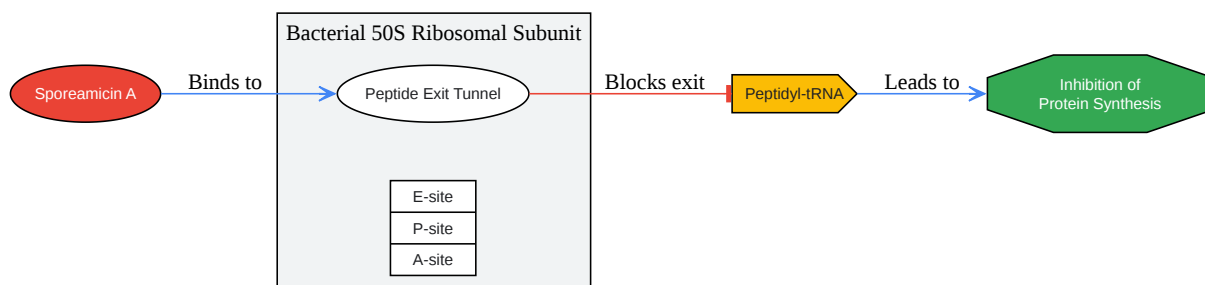 Bacterial 50S Ribosomal Subunit
Sporeamicin A
Binds to
Peptide Exit Tunnel
Blocks exit
Peptidyl-tRNA
Leads to
Inhibition of
Protein Synthesis
E-site
P-site
A-site